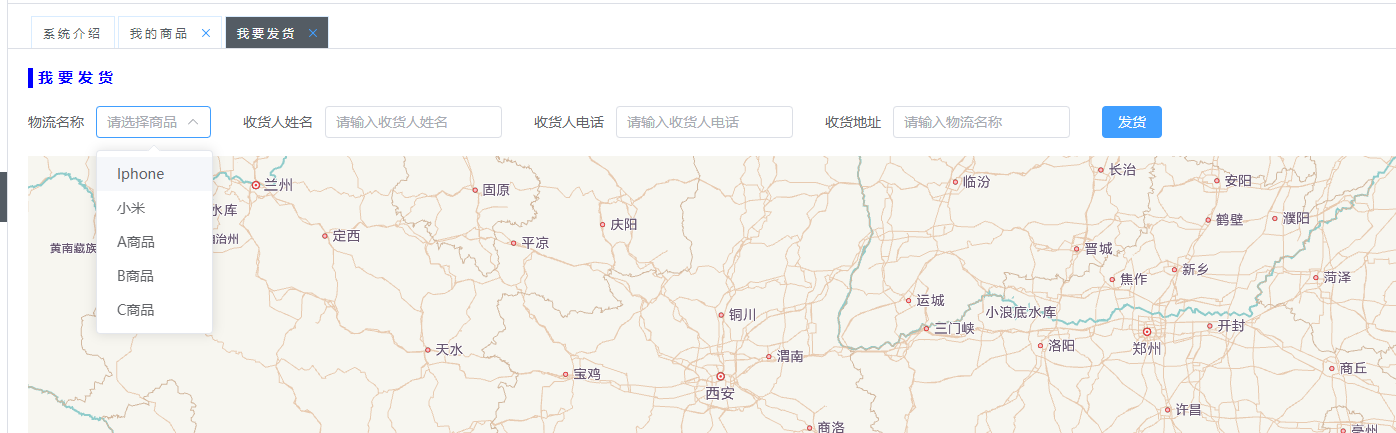 系统介绍 我的商品 我要发货
我要发货
物流名称 请选择商品 收货人姓名 请输入收货人姓名 收货人电话 请输入收货人电话 收货地址 请输入物流名称 发货
Iphone
小米
A商品
B商品
C商品
兰州
固原
临汾
长治
安阳
水库
庆阳
鹤壁
濮阳
黄南藏族
治州
定西
平凉
晋城
新乡
焦作
菏泽
运城
小浪底水库
铜川
三门峡
开封
天水
渭南
洛阳
郑州
宝鸡
商丘
西安
许昌
商洛
亳州